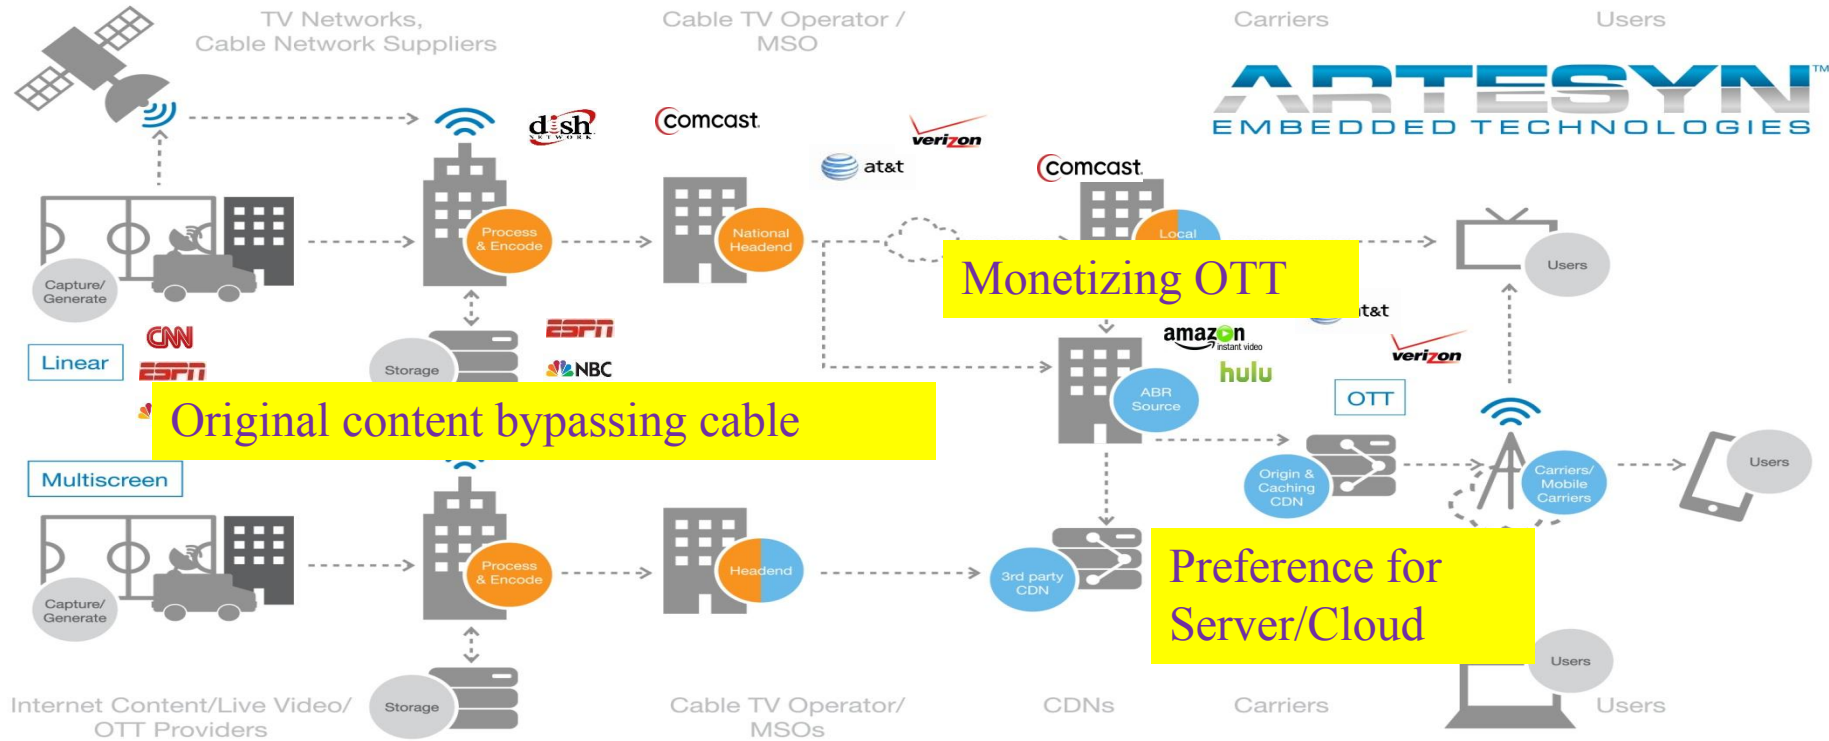 TV Networks,
Cable Network Suppliers
Cable TV Operator /
MSO
Carriers
Users
ARTESYN™
EMBEDDED TECHNOLOGIES
dish
NETWORK
comcast.
verizon
at&t
comcast.
Process
& Encode
National
Headend
Local
Users
Capture/
Generate
Monetizing OTT
CNN
ESPN
NBC
Linear
ESPN
Storage
at&t
amazon
instant video
verizon
hulu
ABR
Source
OTT
Original content bypassing cable
Multiscreen
Origin &
Caching
CDN
Carriers/
Mobile
Carriers
Users
Process
& Encode
Headend
3rd party
CDN
Preference for
Server/Cloud
Capture/
Generate
Users
Internet Content/Live Video/
OTT Providers
Storage
Cable TV Operator/
MSOs
CDNs
Carriers
Users